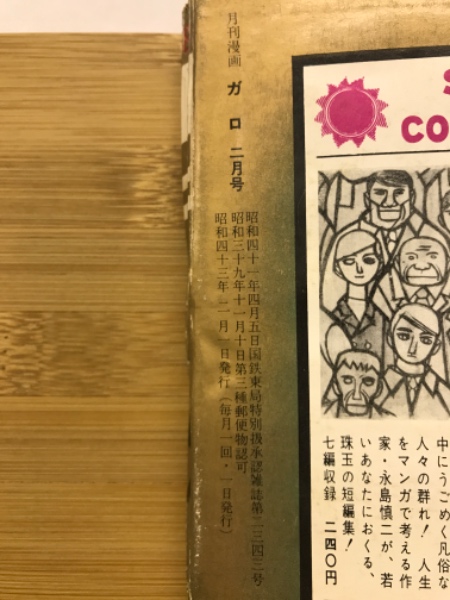 月刊漫画 ガロ 二月号
昭和四十一年四月五日国鉄東局特別扱承認雑誌第二三四三号
昭和三十九年十一月十日第三種郵便物認可
昭和四十三年二月一日発行(毎月一回・一日発行)
CO
中にうごめく凡俗な
人々の群れ! 人生
をマンガで考える作
家・永島慎二が、若
いあなたにおくる、
珠玉の短編集!
七編収録 二四〇円